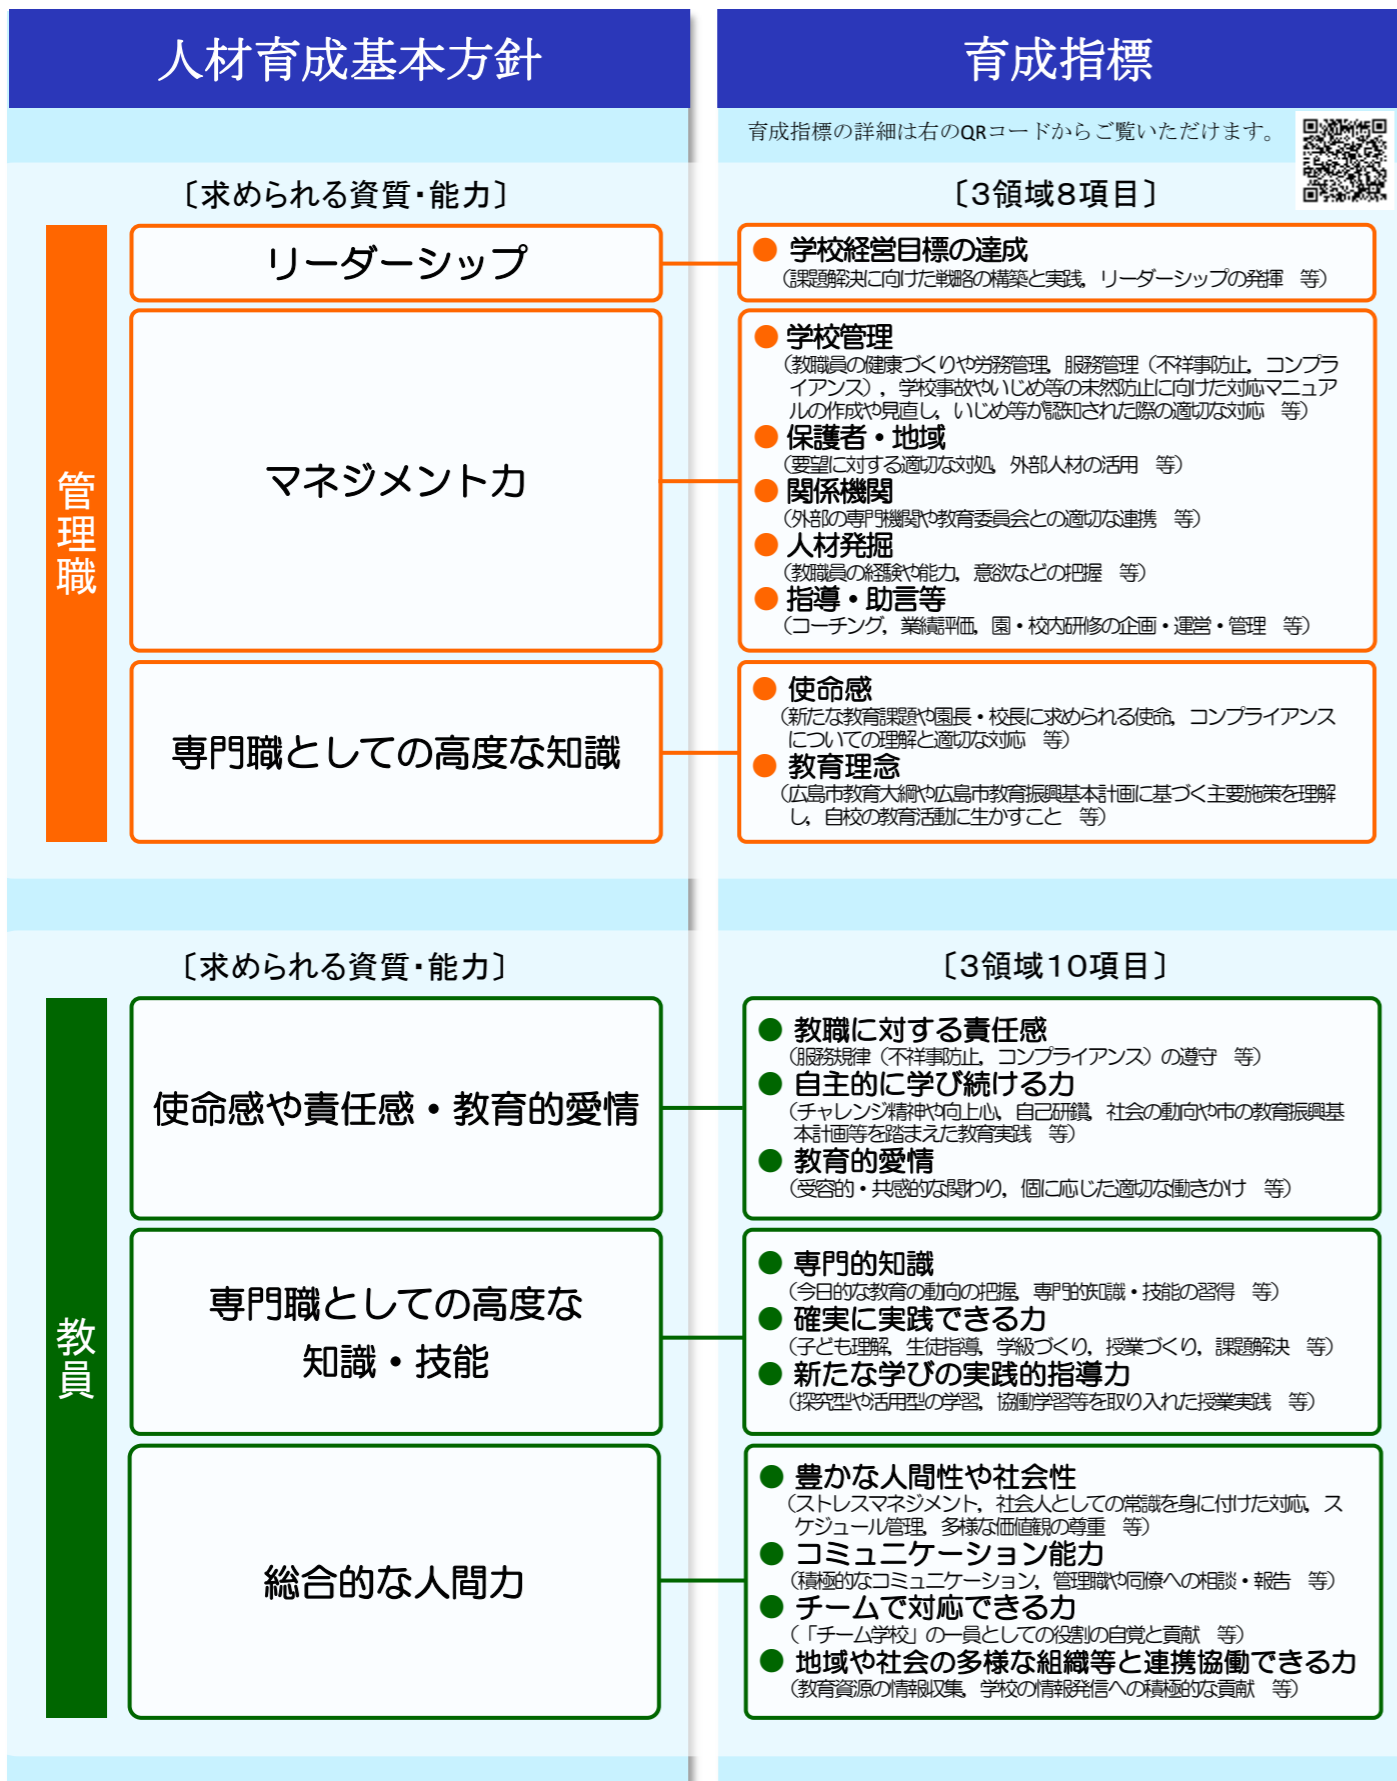 人材育成基本方針
育成指標
育成指標の詳細は右のQRコードからご覧いただけます。
〔求められる資質・能力〕
〔3領域8項目〕
管理職
リーダーシップ
● 学校経営目標の達成
（課題解決に向けた戦略の構築と実践，リーダーシップの発揮　等）
マネジメント力
● 学校管理
（教職員の健康づくりや労務管理，服務管理（不祥事防止，コンプラ
イアンス），学校事故やいじめ等の未然防止に向けた対応マニュア
ルの作成や見直し，いじめ等が認知された際の適切な対応　等）
● 保護者・地域
（要望に対する適切な対処，外部人材の活用　等）
● 関係機関
（外部の専門機関や教育委員会との適切な連携　等）
● 人材発掘
（教職員の経験や能力，意欲などの把握　等）
● 指導・助言等
（コーチング，業績評価，園・校内研修の企画・運営・管理　等）
専門職としての高度な知識
● 使命感
（新たな教育課題や園長・校長に求められる使命，コンプライアンス
についての理解と適切な対応　等）
● 教育理念
（広島市教育大綱や広島市教育振興基本計画に基づく主要施策を理解
し，自校の教育活動に生かすこと　等）
〔求められる資質・能力〕
〔3領域10項目〕
教員
使命感や責任感・教育的愛情
● 教職に対する責任感
（服務規律（不祥事防止，コンプライアンス）の遵守　等）
● 自主的に学び続ける力
（チャレンジ精神や向上心，自己研鑽，社会の動向や市の教育振興基
本計画等を踏まえた教育実践　等）
● 教育的愛情
（受容的・共感的な関わり，個に応じた適切な働きかけ　等）
専門職としての高度な
知識・技能
● 専門的知識
（今日的な教育の動向の把握，専門的知識・技能の習得　等）
● 確実に実践できる力
（子ども理解，生徒指導，学級づくり，授業づくり，課題解決　等）
● 新たな学びの実践的指導力
（探究型や活用型の学習，協働学習等を取り入れた授業実践　等）
総合的な人間力
● 豊かな人間性や社会性
（ストレスマネジメント，社会人としての常識を身に付けた対応，ス
ケジュール管理，多様な価値観の尊重　等）
● コミュニケーション能力
（積極的なコミュニケーション，管理職や同僚への相談・報告　等）
● チームで対応できる力
（「チーム学校」の一員としての役割の自覚と貢献　等）
● 地域や社会の多様な組織等と連携協働できる力
（教育資源の情報収集，学校の情報発信への積極的な貢献　等）